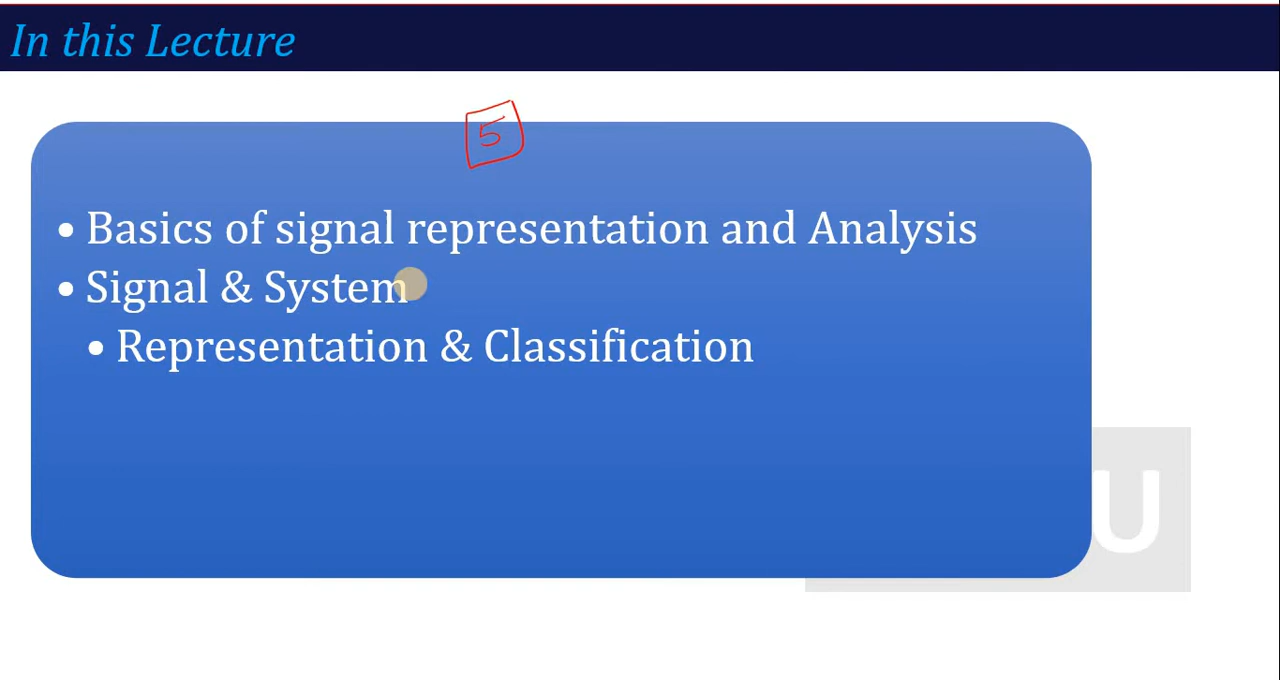 In this Lecture
5
• Basics of signal representation and Analysis
• Signal & System
• Representation & Classification
U